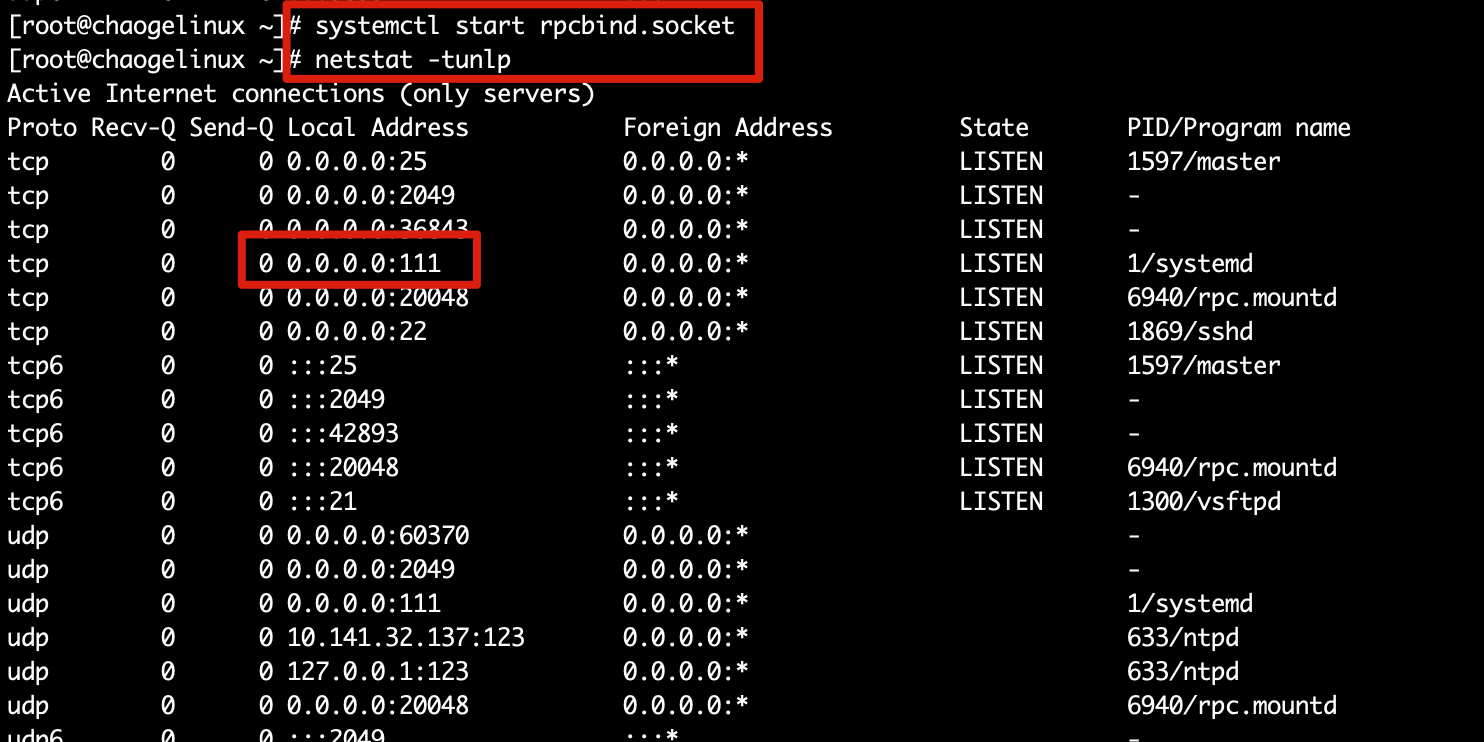 [root@chaogelinux ~]# systemctl start rpcbind.socket
[root@chaogelinux ~]# netstat -tunlp
Active Internet connections (only servers)
Proto Recv-Q Send-Q Local Address           Foreign Address         State       PID/Program name
tcp        0      0 0.0.0.0:25              0.0.0.0:*               LISTEN      1597/master
tcp        0      0 0.0.0.0:2049            0.0.0.0:*               LISTEN      -
tcp        0      0 0.0.0.0:36843           0.0.0.0:*               LISTEN      -
tcp        0      0 0.0.0.0:111             0.0.0.0:*               LISTEN      1/systemd
tcp        0      0 0.0.0.0:20048           0.0.0.0:*               LISTEN      6940/rpc.mountd
tcp        0      0 0.0.0.0:22              0.0.0.0:*               LISTEN      1869/sshd
tcp6       0      0 :::25                   :::*                    LISTEN      1597/master
tcp6       0      0 :::2049                 :::*                    LISTEN      -
tcp6       0      0 :::42893                :::*                    LISTEN      -
tcp6       0      0 :::20048                :::*                    LISTEN      6940/rpc.mountd
tcp6       0      0 :::21                   :::*                    LISTEN      1300/vsftpd
udp        0      0 0.0.0.0:60370           0.0.0.0:*                           -
udp        0      0 0.0.0.0:2049            0.0.0.0:*                           -
udp        0      0 0.0.0.0:111             0.0.0.0:*                           1/systemd
udp        0      0 10.141.32.137:123       0.0.0.0:*                           633/ntpd
udp        0      0 127.0.0.1:123           0.0.0.0:*                           633/ntpd
udp        0      0 0.0.0.0:20048           0.0.0.0:*                           6940/rpc.mountd
udp6       0      0 :::2049                 :::*                                -